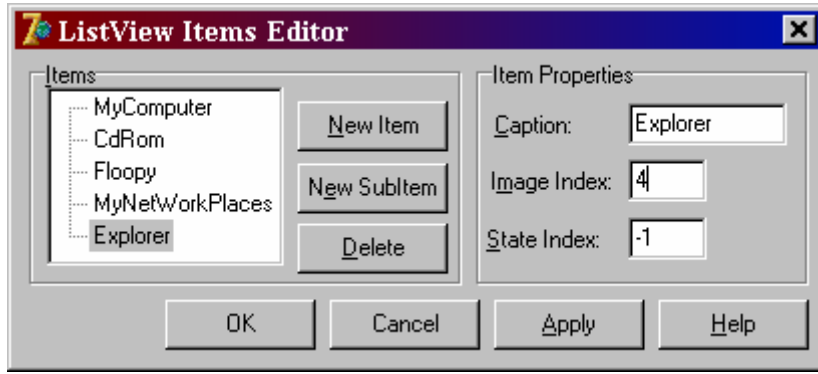 ListView Items Editor
Items
MyComputer
CdRom
Floopy
MyNetWorkPlaces
Explorer
New Item
New SubItem
Delete
Item Properties
Caption: Explorer
Image Index: 4
State Index: -1
OK Cancel Apply Help